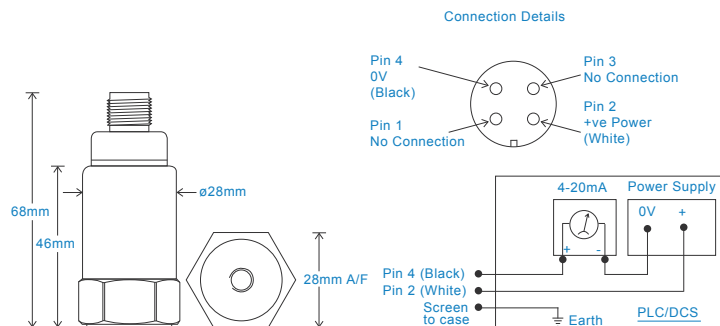 Connection Details
Pin 4
0V
(Black)
Pin 3
No Connection
Pin 1
No Connection
Pin 2
+ve Power
(White)
68mm
46mm
ø28mm
28mm A/F
4-20mA
Power Supply
0V +
+ -
Pin 4 (Black)
Pin 2 (White)
Screen
to case
Earth
PLC/DCS